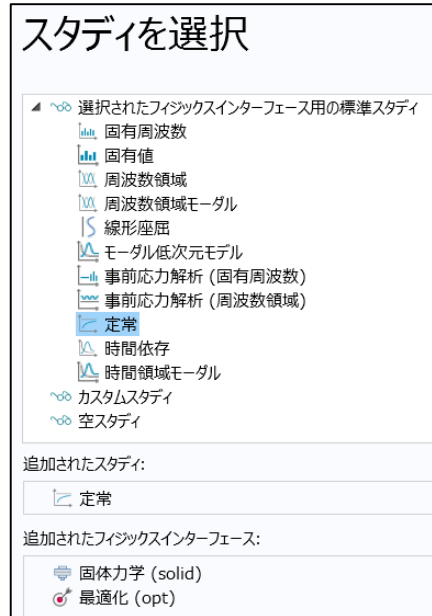 スタディを選択
選択されたフィジックスインターフェース用の標準スタディ
固有周波数
固有値
周波数領域
周波数領域モーダル
線形座屈
モーダル低次元モデル
事前応力解析 (固有周波数)
事前応力解析 (周波数領域)
定常
時間依存
時間領域モーダル
カスタムスタディ
空スタディ
追加されたスタディ:
定常
追加されたフィジックスインターフェース:
固体力学 (solid)
最適化 (opt)